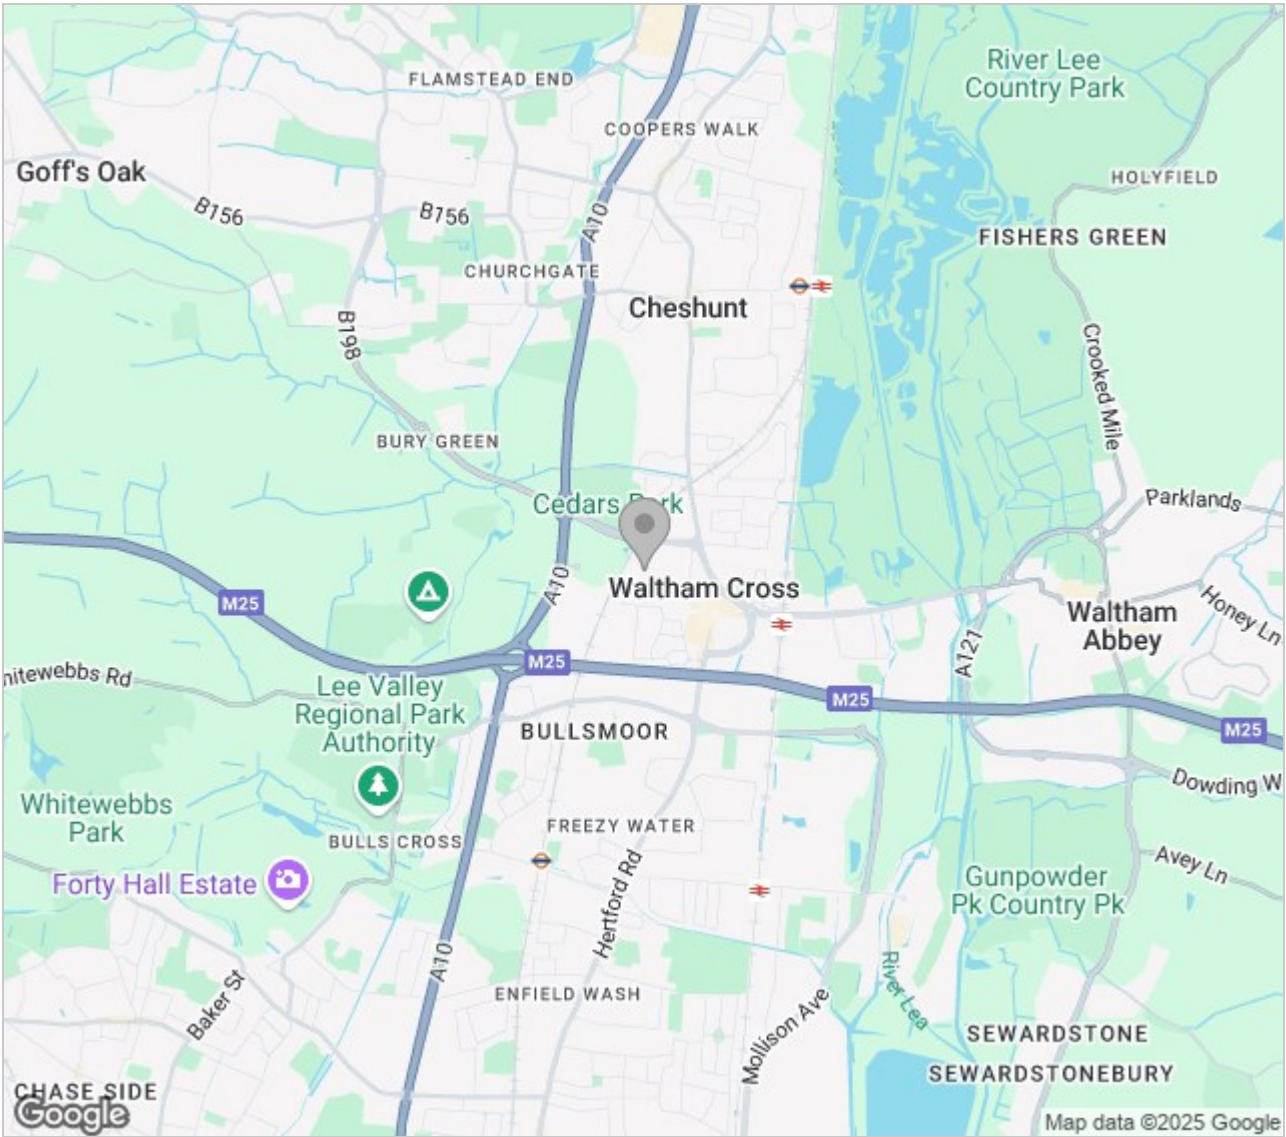 River Lee
Country Park
FLAMSTEAD END
COOPERS WALK
Goff's Oak
HOLYFIELD
B156
B156
A10
FISHERS GREEN
CHURCHGATE
Cheshunt
B198
Crooked Mile
BURY GREEN
Cedars Park
Parklands
A10
Waltham Cross
M25
Honey Ln
Waltham
Abbey
A121
M25
Lee Valley
Regional Park
Authority
M25
BULLSMOOR
M25
Dowding W
Whitewebbs
Park
FREEZY WATER
BULLS CROSS
Hertford Rd
Avey Ln
Forty Hall Estate
Gunpowder
Pk Country Pk
A10
River Lea
Baker St
ENFIELD WASH
Mollison Ave
SEWARDSTONE
SEWARDSTONEBURY
CHASE SIDE
Google
Map data ©2025 Google
hitewebbs Rd